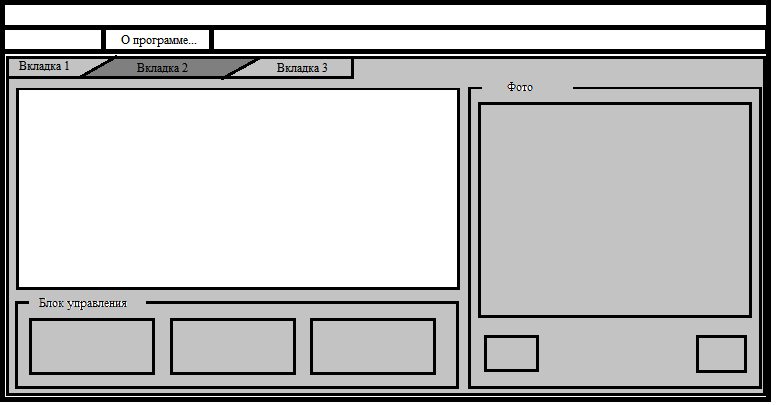 О программе...
Вкладка 1
Вкладка 2
Вкладка 3
Фото
Блок управления